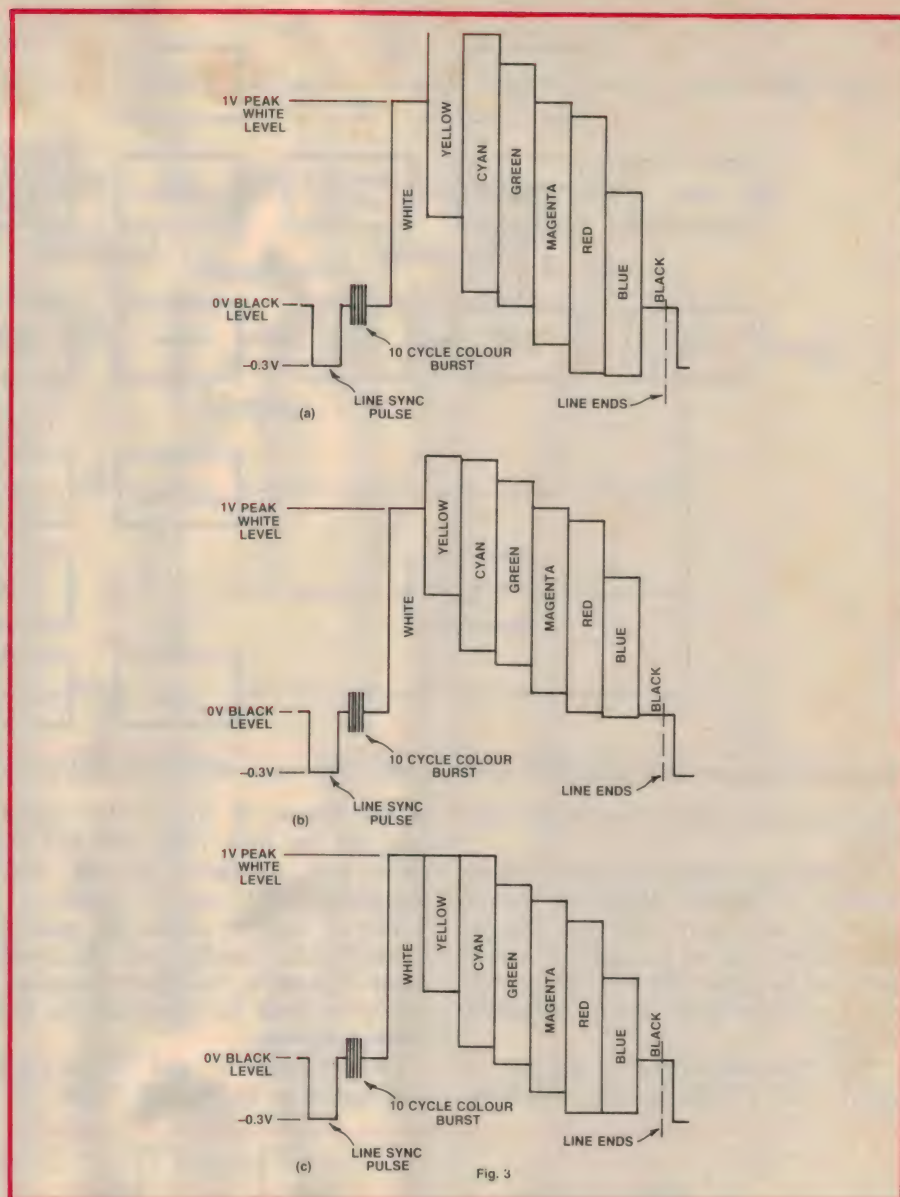 1V PEAK
WHITE
LEVEL
WHITE
YELLOW
CYAN
GREEN
MAGENTA
RED
BLUE
BLACK
0V BLACK
LEVEL
–0.3V
10 CYCLE COLOUR
BURST
LINE SYNC
PULSE
LINE ENDS
(a)
1V PEAK
WHITE
LEVEL
WHITE
YELLOW
CYAN
GREEN
MAGENTA
RED
BLUE
BLACK
0V BLACK
LEVEL
–0.3V
10 CYCLE COLOUR
BURST
LINE SYNC
PULSE
LINE ENDS
(b)
1V PEAK
WHITE
LEVEL
WHITE
YELLOW
CYAN
GREEN
MAGENTA
RED
BLUE
BLACK
0V BLACK
LEVEL
–0.3V
10 CYCLE COLOUR
BURST
LINE SYNC
PULSE
LINE ENDS
(c)
Fig. 3